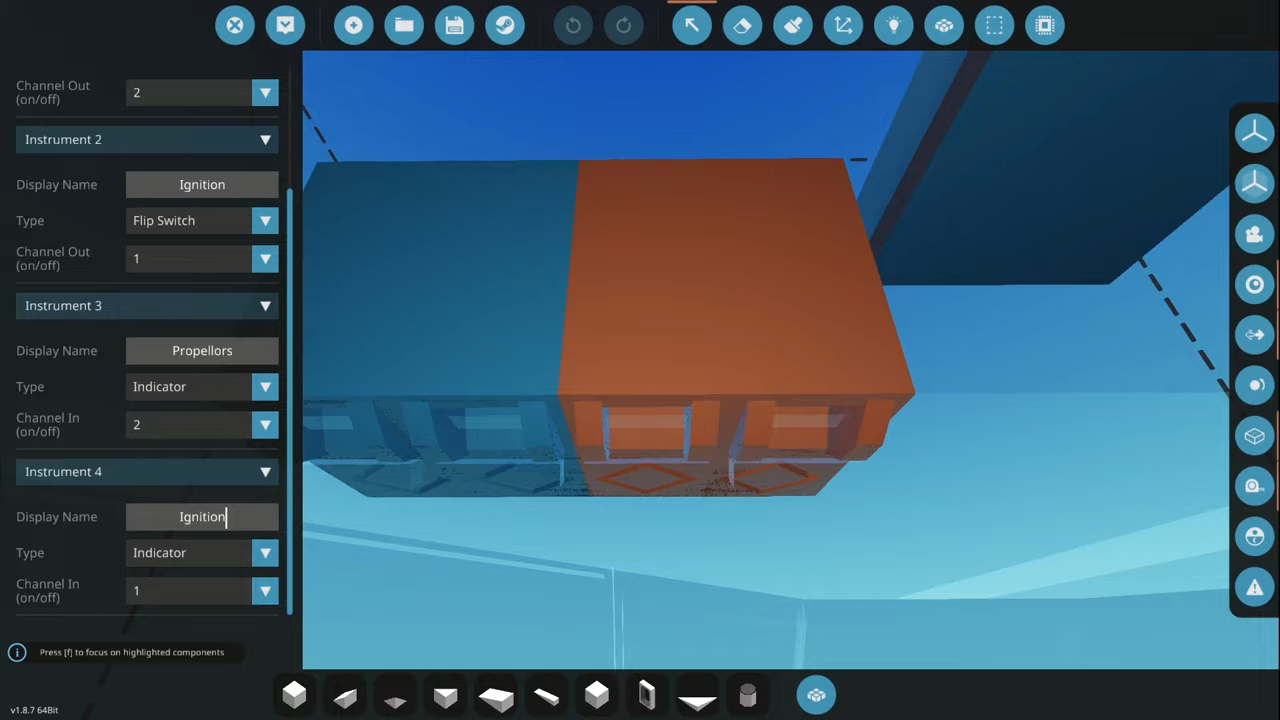 Channel Out
(on/off)
2
Instrument 2
Display Name
Ignition
Type
Flip Switch
Channel Out
(on/off)
1
Instrument 3
Display Name
Propellors
Type
Indicator
Channel In
(on/off)
2
Instrument 4
Display Name
Ignition
Type
Indicator
Channel In
(on/off)
1
Press [f] to focus on highlighted components
v1.8.7 64Bit